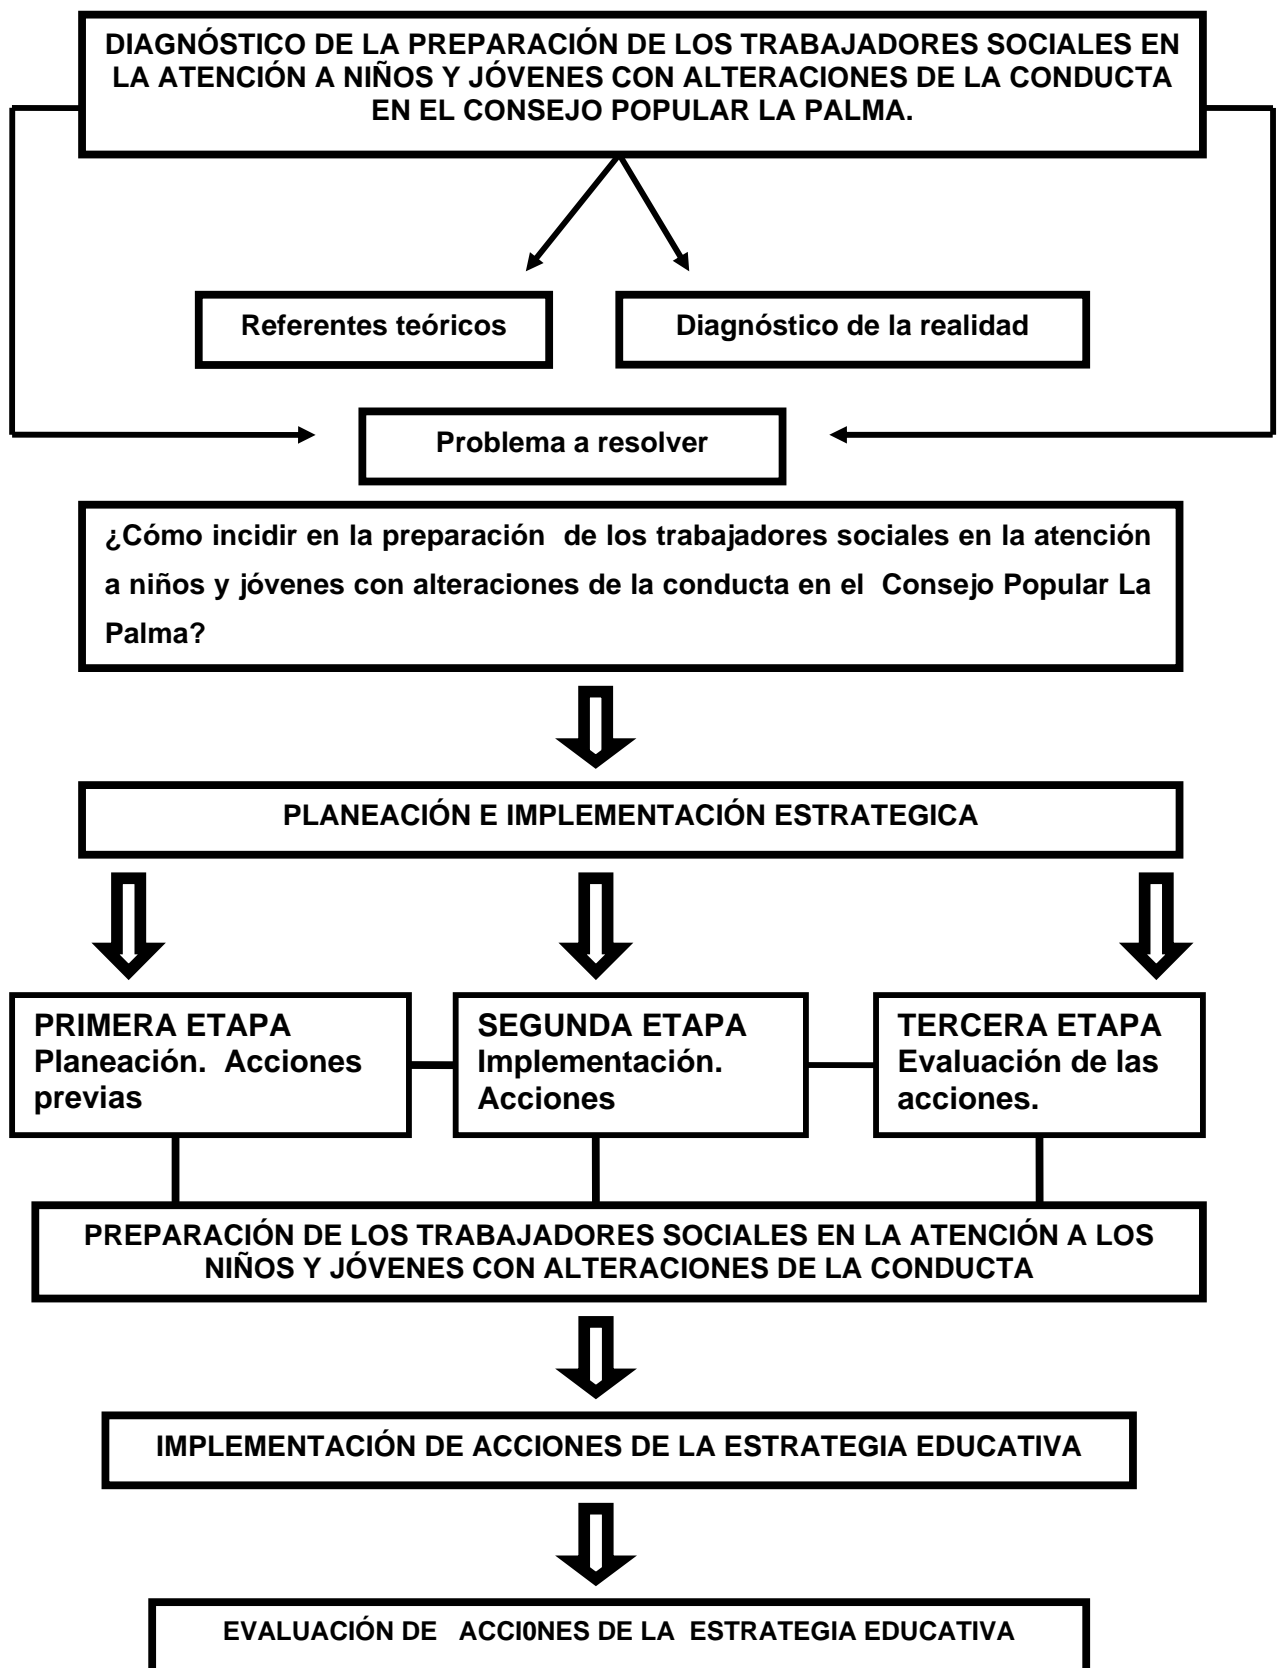 DIAGNÓSTICO DE LA PREPARACIÓN DE LOS TRABAJADORES SOCIALES EN
LA ATENCIÓN A NIÑOS Y JÓVENES CON ALTERACIONES DE LA CONDUCTA
EN EL CONSEJO POPULAR LA PALMA.
Referentes teóricos
Diagnóstico de la realidad
Problema a resolver
¿Cómo incidir en la preparación de los trabajadores sociales en la atención
a niños y jóvenes con alteraciones de la conducta en el Consejo Popular La
Palma?
PLANEACIÓN E IMPLEMENTACIÓN ESTRATEGICA
PRIMERA ETAPA
Planeación. Acciones
previas
SEGUNDA ETAPA
Implementación.
Acciones
TERCERA ETAPA
Evaluación de las
acciones.
PREPARACIÓN DE LOS TRABAJADORES SOCIALES EN LA ATENCIÓN A LOS
NIÑOS Y JÓVENES CON ALTERACIONES DE LA CONDUCTA
IMPLEMENTACIÓN DE ACCIONES DE LA ESTRATEGIA EDUCATIVA
EVALUACIÓN DE ACCI0NES DE LA ESTRATEGIA EDUCATIVA